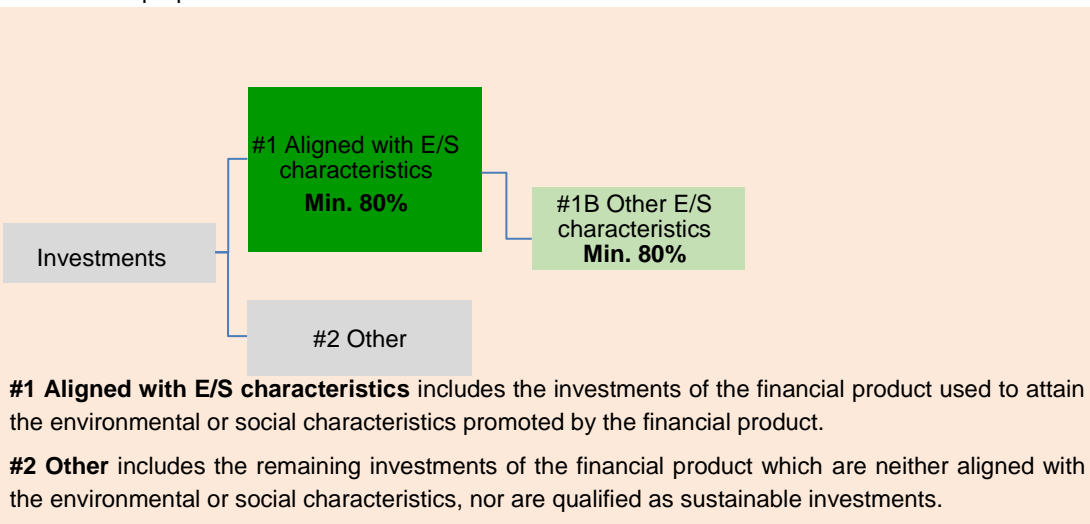 #1 Aligned with E/S
characteristics
Min. 80%
#1B Other E/S
characteristics
Min. 80%
Investments
#2 Other
#1 Aligned with E/S characteristics includes the investments of the financial product used to attain
the environmental or social characteristics promoted by the financial product.
#2 Other includes the remaining investments of the financial product which are neither aligned with
the environmental or social characteristics, nor are qualified as sustainable investments.